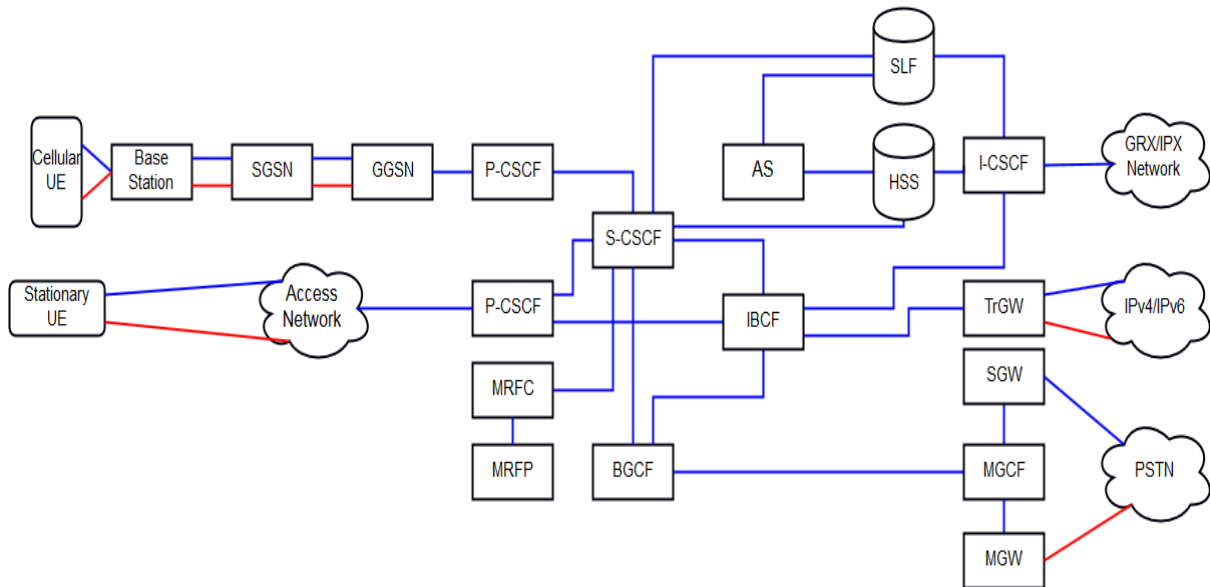 SLF
Cellular
UE
Base
Station
SGSN
GGSN
P-CSCF
AS
HSS
I-CSCF
GRX/IPX
Network
S-CSCF
Stationary
UE
Access
Network
P-CSCF
IBCF
TrGW
IPv4/IPv6
MRFC
SGW
MRFP
BGCF
MGCF
PSTN
MGW